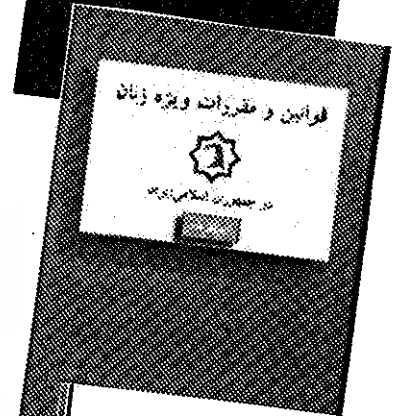 قوانین و مقررات ویژه زنان
در جمهوری اسلامی ایران